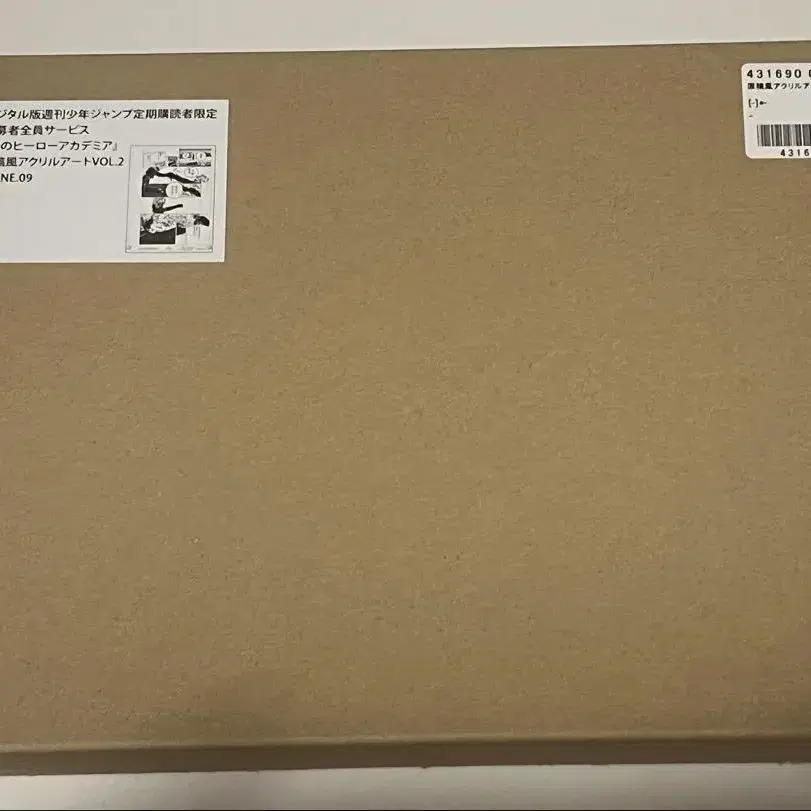 ジタル版週刊少年ジャンプ定期購読者限定
募者全員サービス
のヒーローアカデミア』
稿風アクリルアートVOL.2
NE.09
431690
原稿風アクリルア
[-]
4316